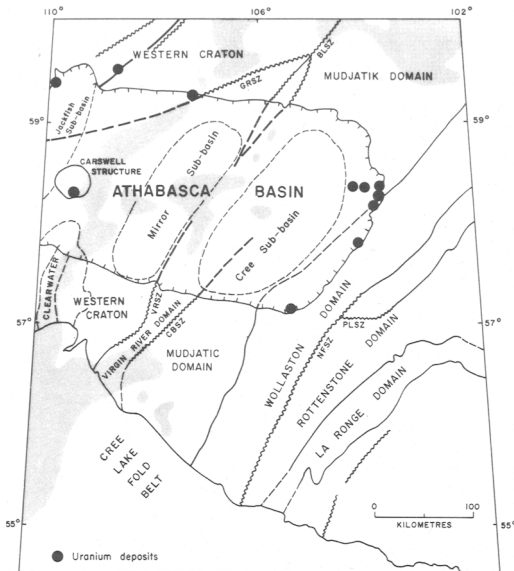 110
106
102
WESTERN CRATON
BLSZ
GRSZ
MUDJATIK DOMAIN
59°
59°
Jackfish
Sub-basin
CARSWELL
STRUCTURE
ATHABASCA BASIN
Mirror Sub-basin
Cree Sub-basin
CLEARWATER
WESTERN
CRATON
VRSZ
VIRGIN RIVER DOMAIN
CBSZ
57°
57°
MUDJATIC
DOMAIN
WOLLASTON DOMAIN
NFSZ
PLSZ
ROTTENSTONE DOMAIN
LA RONGE DOMAIN
CREE
LAKE
FOLD
BELT
55°
55°
0 100
KILOMETRES
Uranium deposits